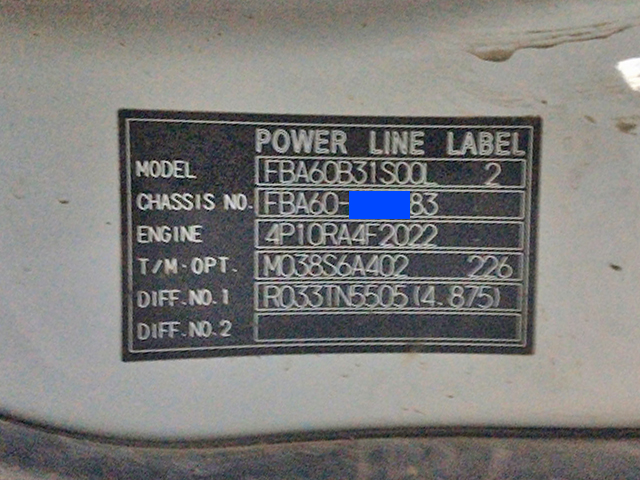 POWER LINE LABEL
MODEL FBA60B31S00L 2
CHASSIS NO. FBA60- 83
ENGINE 4P10RA4F2022
T/M-OPT. M038S6A402 226
DIFF.NO.1 R033TN5505(4.875)
DIFF.NO.2